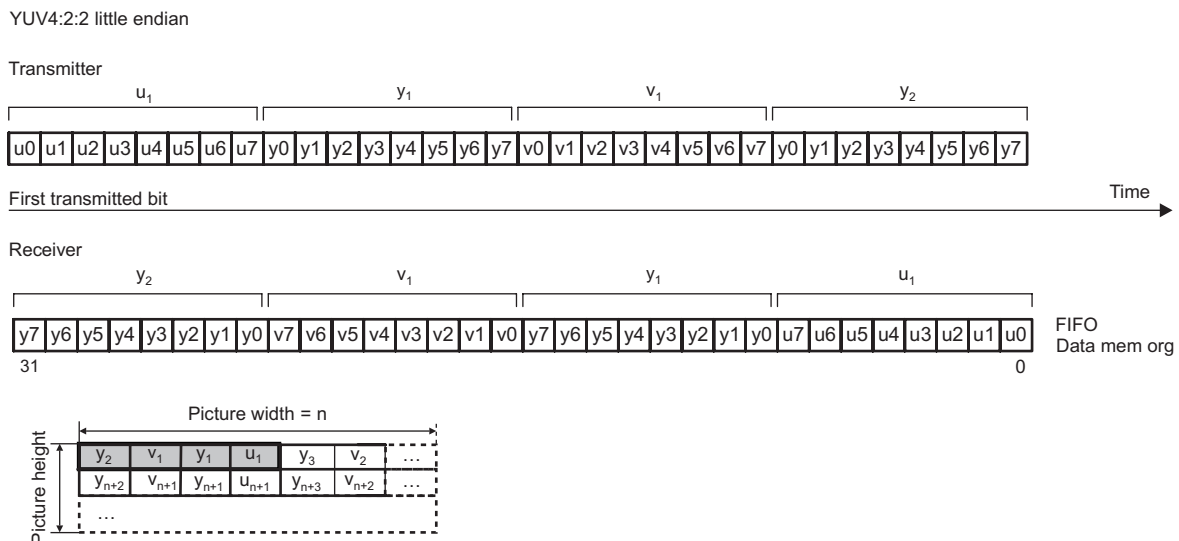 YUV4:2:2 little endian
Transmitter
u1 y1 v1 y2
u0 u1 u2 u3 u4 u5 u6 u7 y0 y1 y2 y3 y4 y5 y6 y7 v0 v1 v2 v3 v4 v5 v6 v7 y0 y1 y2 y3 y4 y5 y6 y7
First transmitted bit Time
Receiver
y2 v1 y1 u1
y7 y6 y5 y4 y3 y2 y1 y0 v7 v6 v5 v4 v3 v2 v1 v0 y7 y6 y5 y4 y3 y2 y1 y0 u7 u6 u5 u4 u3 u2 u1 u0
FIFO
Data mem org
31 0
Picture width = n
Picture height
y2 v1 y1 u1 y3 v2 ...
yn+2 vn+1 yn+1 un+1 yn+3 vn+2 ...
...